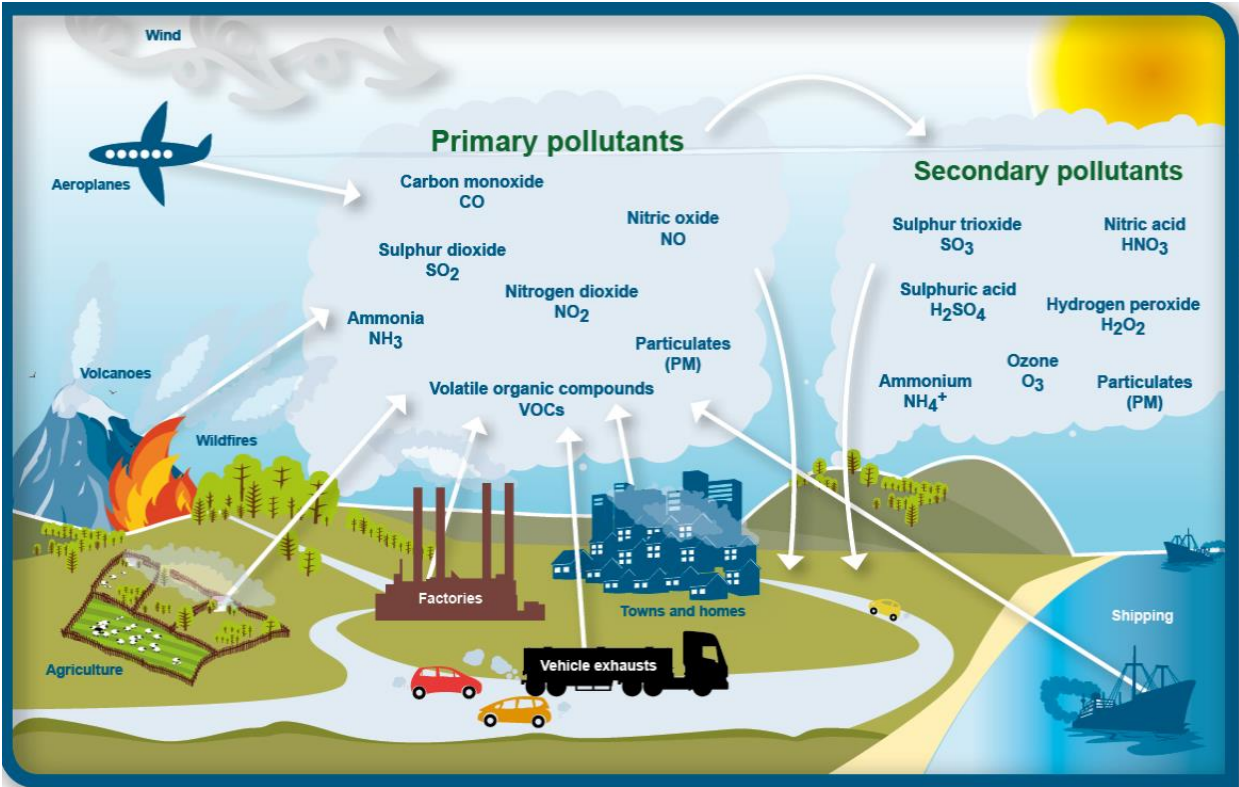 Wind
Aeroplanes
Primary pollutants
Carbon monoxide
CO
Nitric oxide
NO
Sulphur dioxide
SO2
Nitrogen dioxide
NO2
Ammonia
NH3
Particulates
(PM)
Volatile organic compounds
VOCs
Secondary pollutants
Sulphur trioxide
SO3
Nitric acid
HNO3
Sulphuric acid
H2SO4
Hydrogen peroxide
H2O2
Ozone
O3
Ammonium
NH4+
Particulates
(PM)
Volcanoes
Wildfires
Agriculture
Factories
Towns and homes
Vehicle exhausts
Shipping